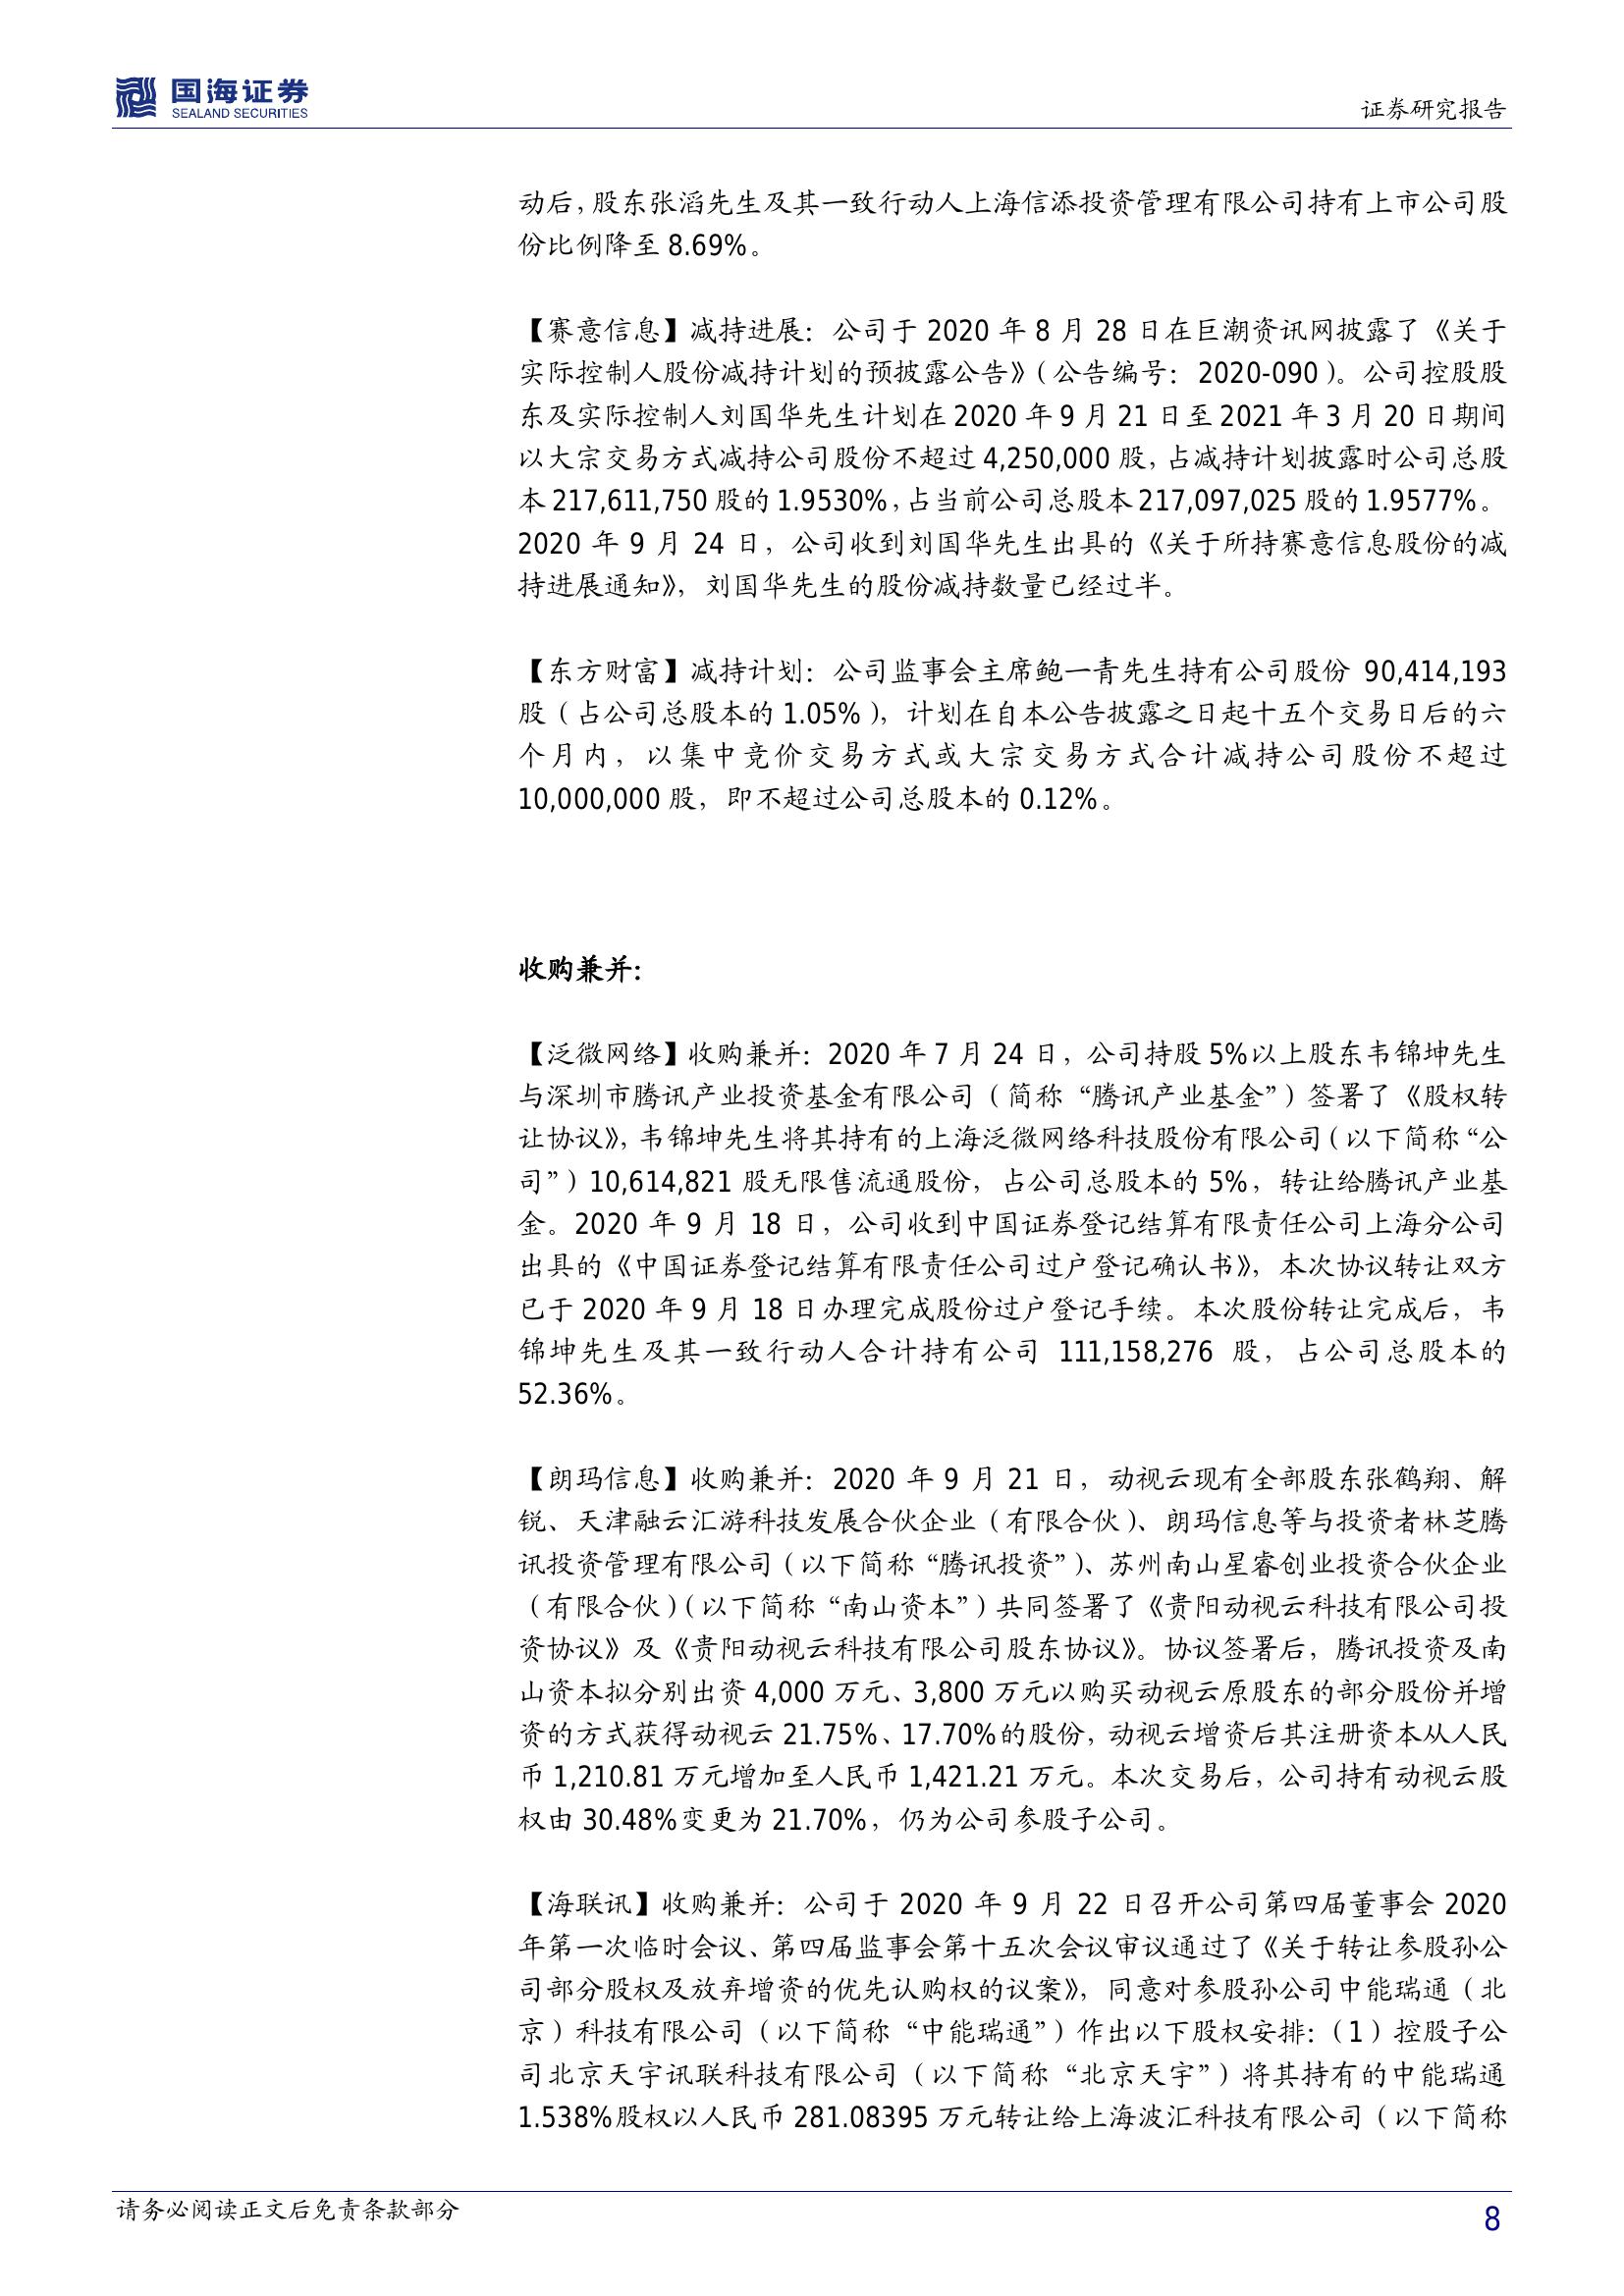 国海证券
SEALAND SECURITIES
证券研究报告
动后，股东张滔先生及其一致行动人上海信添投资管理有限公司持有上市公司股
份比例降至 8.69%。
【赛意信息】减持进展：公司于 2020 年 8 月 28 日在巨潮资讯网披露了《关于
实际控制人股份减持计划的预披露公告》（公告编号：2020-090）。公司控股股
东及实际控制人刘国华先生计划在 2020 年 9 月 21 日至 2021 年 3 月 20 日期间
以大宗交易方式减持公司股份不超过 4,250,000 股，占减持计划披露时公司总股
本 217,611,750 股的 1.9530%，占当前公司总股本 217,097,025 股的 1.9577%。
2020 年 9 月 24 日，公司收到刘国华先生出具的《关于所持赛意信息股份的减
持进展通知》，刘国华先生的股份减持数量已经过半。
【东方财富】减持计划：公司监事会主席鲍一青先生持有公司股份 90,414,193
股（占公司总股本的 1.05%），计划在自本公告披露之日起十五个交易日后的六
个月内，以集中竞价交易方式或大宗交易方式合计减持公司股份不超过
10,000,000 股，即不超过公司总股本的 0.12%。
收购兼并：
【泛微网络】收购兼并：2020 年 7 月 24 日，公司持股 5%以上股东韦锦坤先生
与深圳市腾讯产业投资基金有限公司（简称“腾讯产业基金”）签署了《股权转
让协议》，韦锦坤先生将其持有的上海泛微网络科技股份有限公司（以下简称“公
司”）10,614,821 股无限售流通股份，占公司总股本的 5%，转让给腾讯产业基
金。2020 年 9 月 18 日，公司收到中国证券登记结算有限责任公司上海分公司
出具的《中国证券登记结算有限责任公司过户登记确认书》，本次协议转让双方
已于 2020 年 9 月 18 日办理完成股份过户登记手续。本次股份转让完成后，韦
锦坤先生及其一致行动人合计持有公司 111,158,276 股，占公司总股本的
52.36%。
【朗玛信息】收购兼并：2020 年 9 月 21 日，动视云现有全部股东张鹤翔、解
锐、天津融云汇游科技发展合伙企业（有限合伙）、朗玛信息等与投资者林芝腾
讯投资管理有限公司（以下简称“腾讯投资”）、苏州南山星睿创业投资合伙企业
（有限合伙）（以下简称“南山资本”）共同签署了《贵阳动视云科技有限公司投
资协议》及《贵阳动视云科技有限公司股东协议》。协议签署后，腾讯投资及南
山资本拟分别出资 4,000 万元、3,800 万元以购买动视云原股东的部分股份并增
资的方式获得动视云 21.75%、17.70%的股份，动视云增资后其注册资本从人民
币 1,210.81 万元增加至人民币 1,421.21 万元。本次交易后，公司持有动视云股
权由 30.48%变更为 21.70%，仍为公司参股子公司。
【海联讯】收购兼并：公司于 2020 年 9 月 22 日召开公司第四届董事会 2020
年第一次临时会议、第四届监事会第十五次会议审议通过了《关于转让参股孙公
司部分股权及放弃增资的优先认购权的议案》，同意对参股孙公司中能瑞通（北
京）科技有限公司（以下简称“中能瑞通”）作出以下股权安排：（1）控股子公
司北京天宇讯联科技有限公司（以下简称“北京天宇”）将其持有的中能瑞通
1.538%股权以人民币 281.08395 万元转让给上海波汇科技有限公司（以下简称
请务必阅读正文后免责条款部分
8